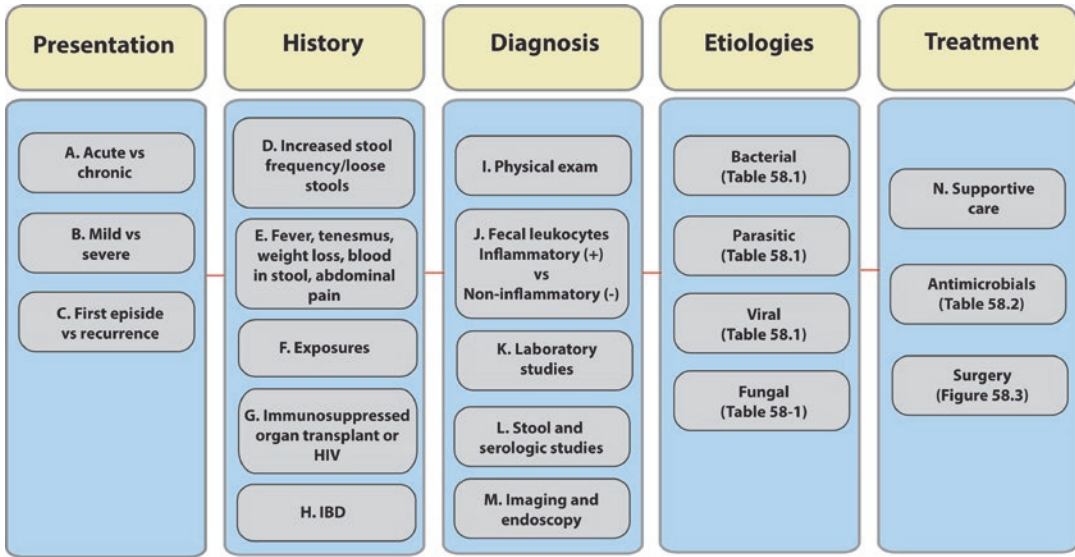 Presentation
A. Acute vs
chronic
B. Mild vs
severe
C. First episide
vs recurrence
History
D. Increased stool
frequency/loose
stools
E. Fever, tenesmus,
weight loss, blood
in stool, abdominal
pain
F. Exposures
G. Immunosuppressed
organ transplant or
HIV
H. IBD
Diagnosis
I. Physical exam
J. Fecal leukocytes
Inflammatory (+)
vs
Non-inflammatory (-)
K. Laboratory
studies
L. Stool and
serologic studies
M. Imaging and
endoscopy
Etiologies
Bacterial
(Table 58.1)
Parasitic
(Table 58.1)
Viral
(Table 58.1)
Fungal
(Table 58-1)
Treatment
N. Supportive
care
Antimicrobials
(Table 58.2)
Surgery
(Figure 58.3)